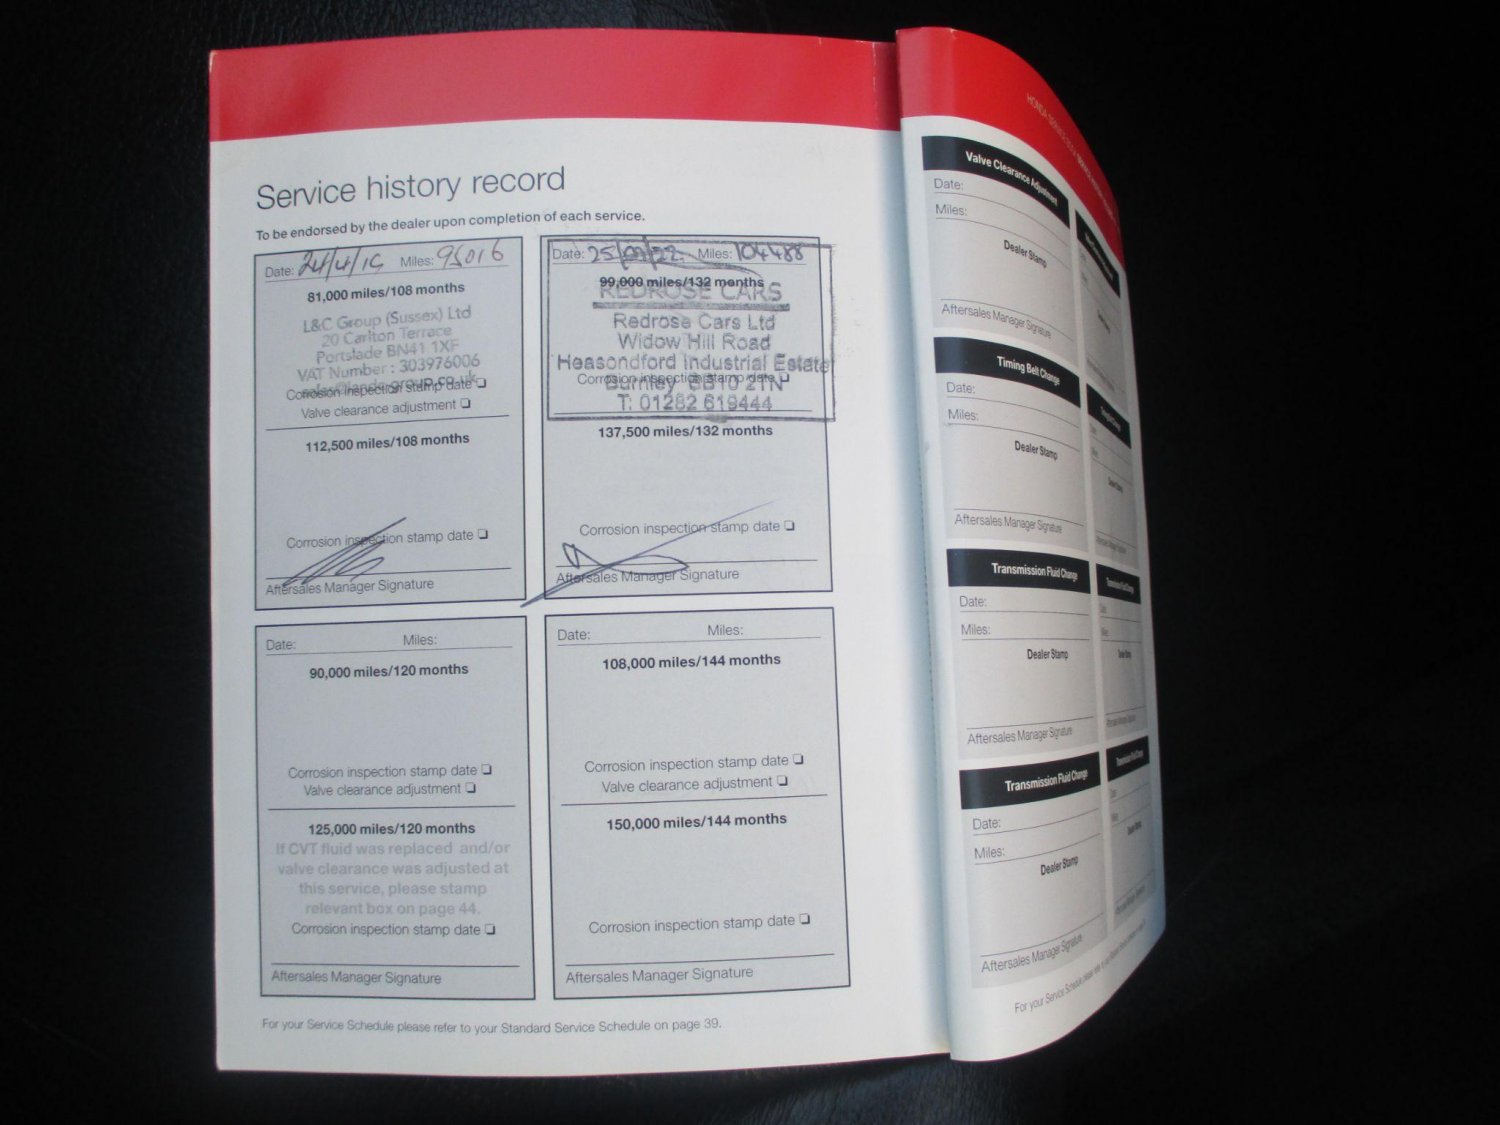 Service history record
To be endorsed by the dealer upon completion of each service.
Date: Miles: 95016
81,000 miles/108 months
L&C Group (Sussex) Ltd
20 Carlton Terrace
Portslade BN41 1XF
VAT Number : 303976006
Corrosion inspection stamp date
Valve clearance adjustment
112,500 miles/108 months
Corrosion inspection stamp date
Aftersales Manager Signature
Date: 25/09/22 Miles: 104488
99,000 miles/132 months
REDROSE CARS
Redrose Cars Ltd
Widow Hill Road
Heasondford Industrial Estate
Corrosion inspection stamp date
Burnley BB10 2TN
T: 01282 619444
137,500 miles/132 months
Corrosion inspection stamp date
Aftersales Manager Signature
Date: Miles:
90,000 miles/120 months
Corrosion inspection stamp date
Valve clearance adjustment
125,000 miles/120 months
If CVT fluid was replaced and/or
valve clearance was adjusted at
this service, please stamp
relevant box on page 44.
Corrosion inspection stamp date
Aftersales Manager Signature
Date: Miles:
108,000 miles/144 months
Corrosion inspection stamp date
Valve clearance adjustment
150,000 miles/144 months
Corrosion inspection stamp date
Aftersales Manager Signature
For your Service Schedule please refer to your Standard Service Schedule on page 39.
Valve Clearance Adjustment
Date:
Miles:
Dealer Stamp
Aftersales Manager Signature
Timing Belt Change
Date:
Miles:
Dealer Stamp
Aftersales Manager Signature
Transmission Fluid Change
Date:
Miles:
Dealer Stamp
Aftersales Manager Signature
Transmission Fluid Change
Date:
Miles:
Dealer Stamp
Aftersales Manager Signature
For your Service Schedule please refer to